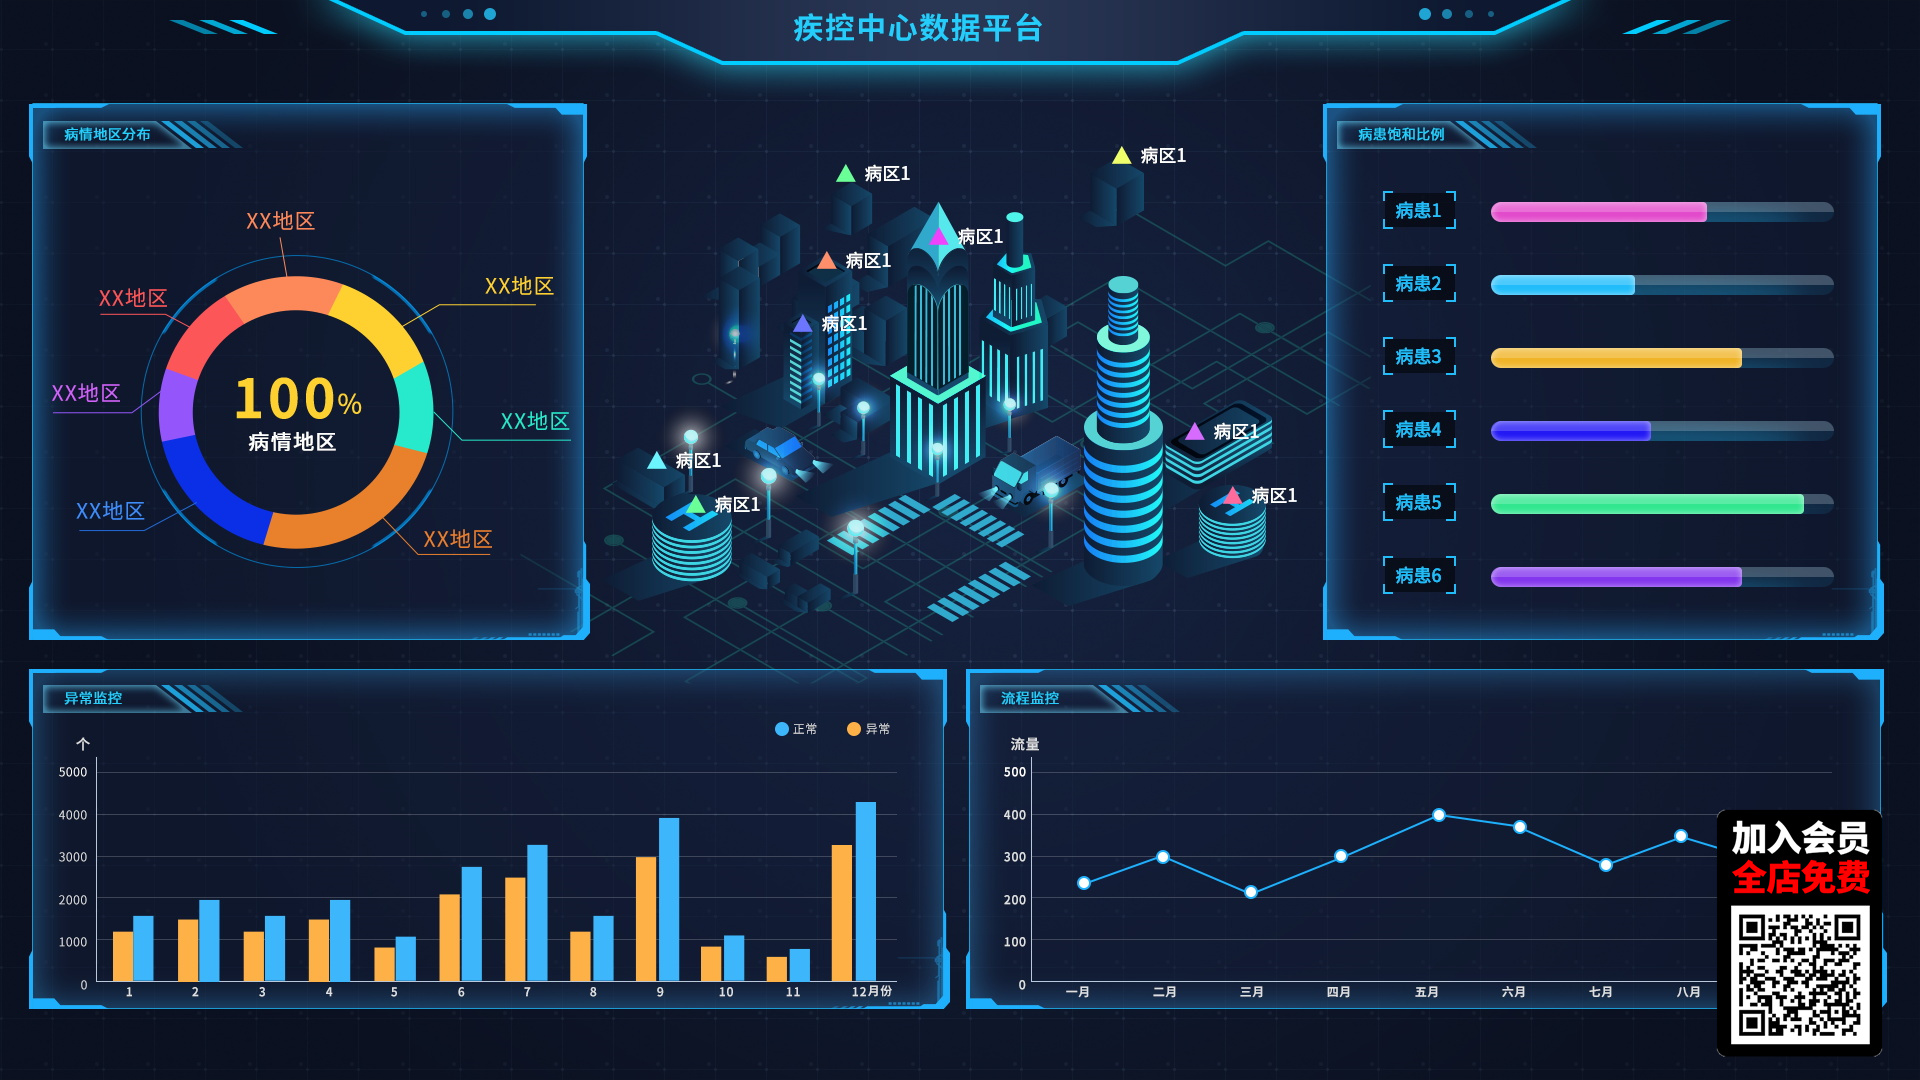 疾控中心数据平台
病情地区分布
XX地区
XX地区
XX地区
XX地区
100%
病情地区
XX地区
XX地区
XX地区
病区1
病区1
病区1
病区1
病区1
病区1
病区1
病区1
病区1
病患饱和比例
病患1
病患2
病患3
病患4
病患5
病患6
异常监控
正常
异常
个
5000
4000
3000
2000
1000
0
1 2 3 4 5 6 7 8 9 10 11 12月份
流程监控
流量
500
400
300
200
100
0
一月 二月 三月 四月 五月 六月 七月 八月
加入会员
全店免费